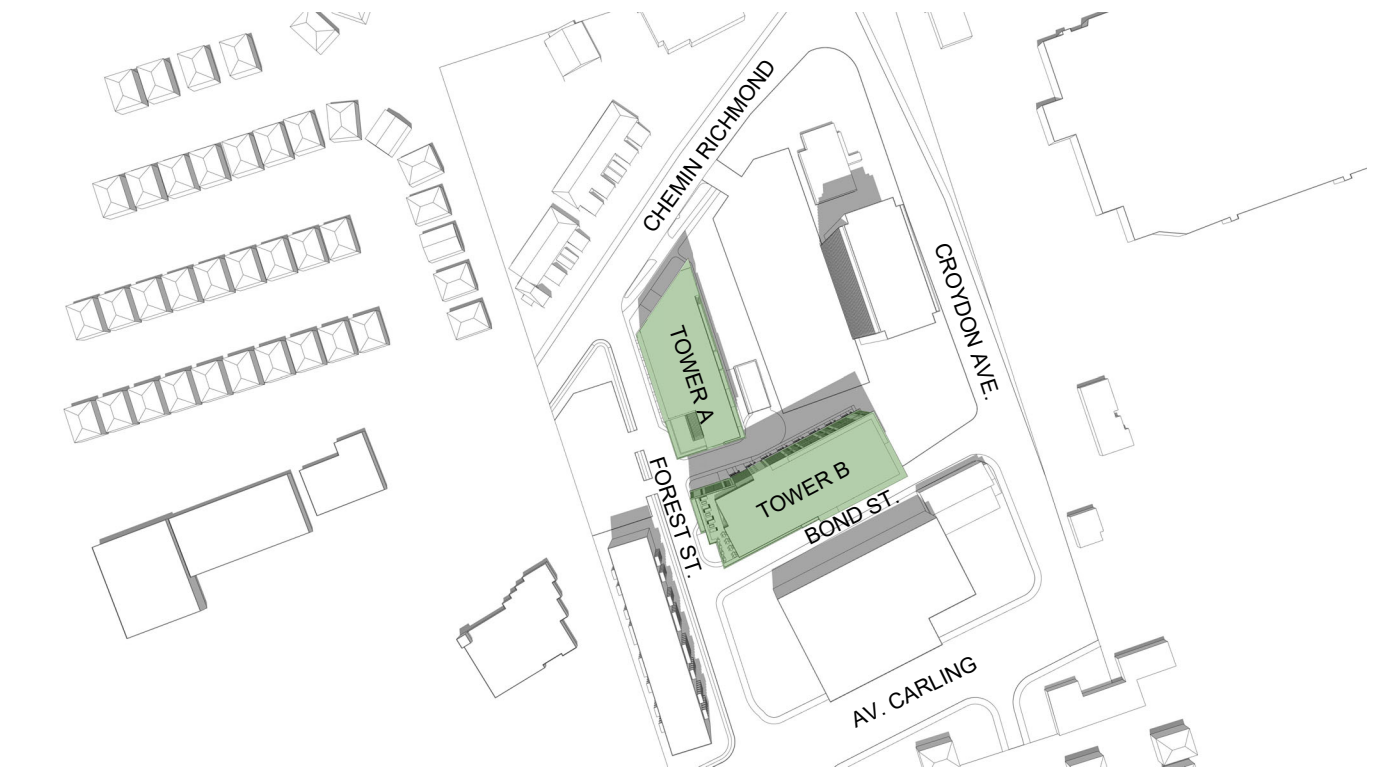 CHEMIN RICHMOND
CROYDON AVE.
TOWER A
TOWER B
FOREST ST.
BOND ST.
AV. CARLING